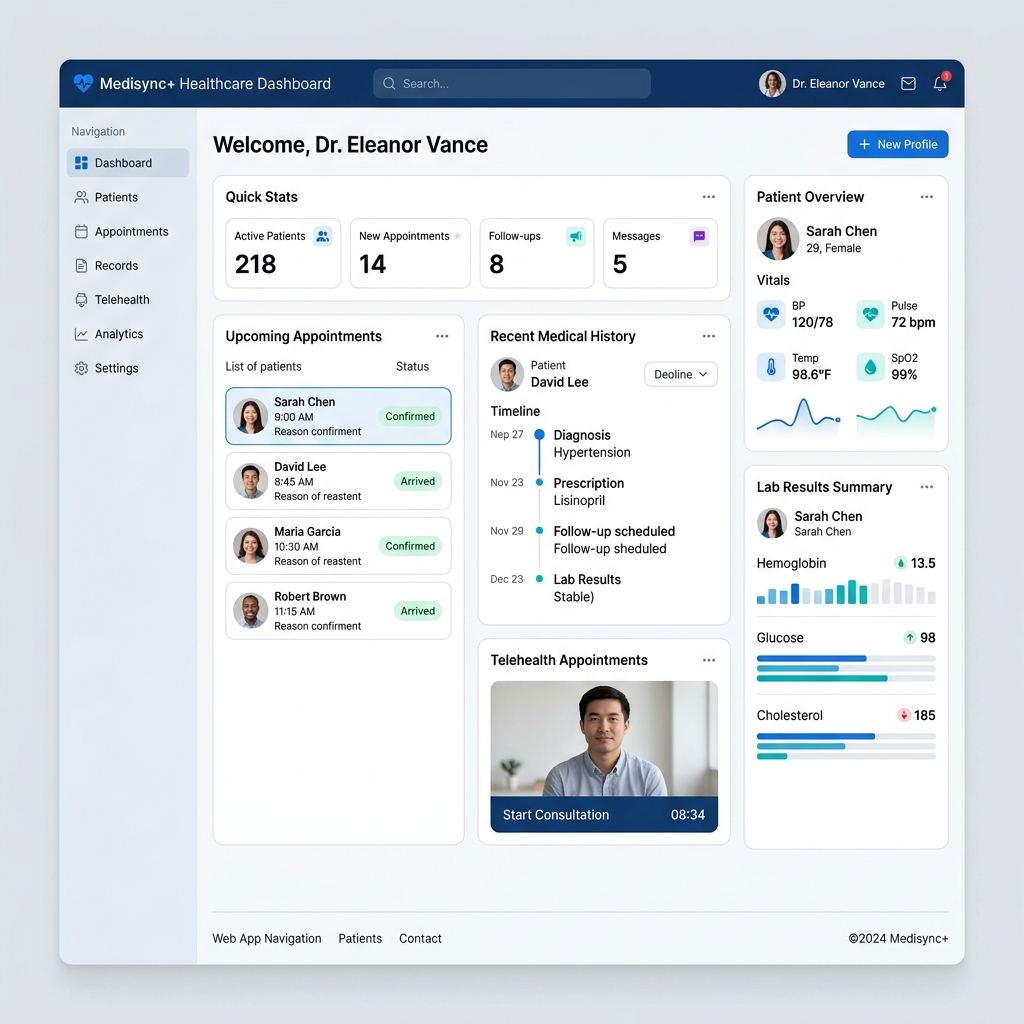 Medisync+ Healthcare Dashboard
Search...
Dr. Eleanor Vance
1
Navigation
Dashboard
Patients
Appointments
Records
Telehealth
Analytics
Settings
Welcome, Dr. Eleanor Vance
+ New Profile
Quick Stats
Active Patients
218
New Appointments
14
Follow-ups
8
Messages
5
Upcoming Appointments
List of patients
Status
Sarah Chen
9:00 AM
Reason confirment
Confirmed
David Lee
8:45 AM
Reason of reastent
Arrived
Maria Garcia
10:30 AM
Reason of reastent
Confirmed
Robert Brown
11:15 AM
Reason confirment
Arrived
Recent Medical History
Patient
David Lee
Deoline
Timeline
Nep 27
Diagnosis
Hypertension
Nov 23
Prescription
Lisinopril
Nov 29
Follow-up scheduled
Follow-up sheduled
Dec 23
Lab Results
Stable)
Telehealth Appointments
Start Consultation
08:34
Patient Overview
Sarah Chen
29, Female
Vitals
BP
120/78
Pulse
72 bpm
Temp
98.6°F
SpO2
99%
Lab Results Summary
Sarah Chen
Sarah Chen
Hemoglobin
13.5
Glucose
98
Cholesterol
185
Web App Navigation
Patients
Contact
©2024 Medisync+